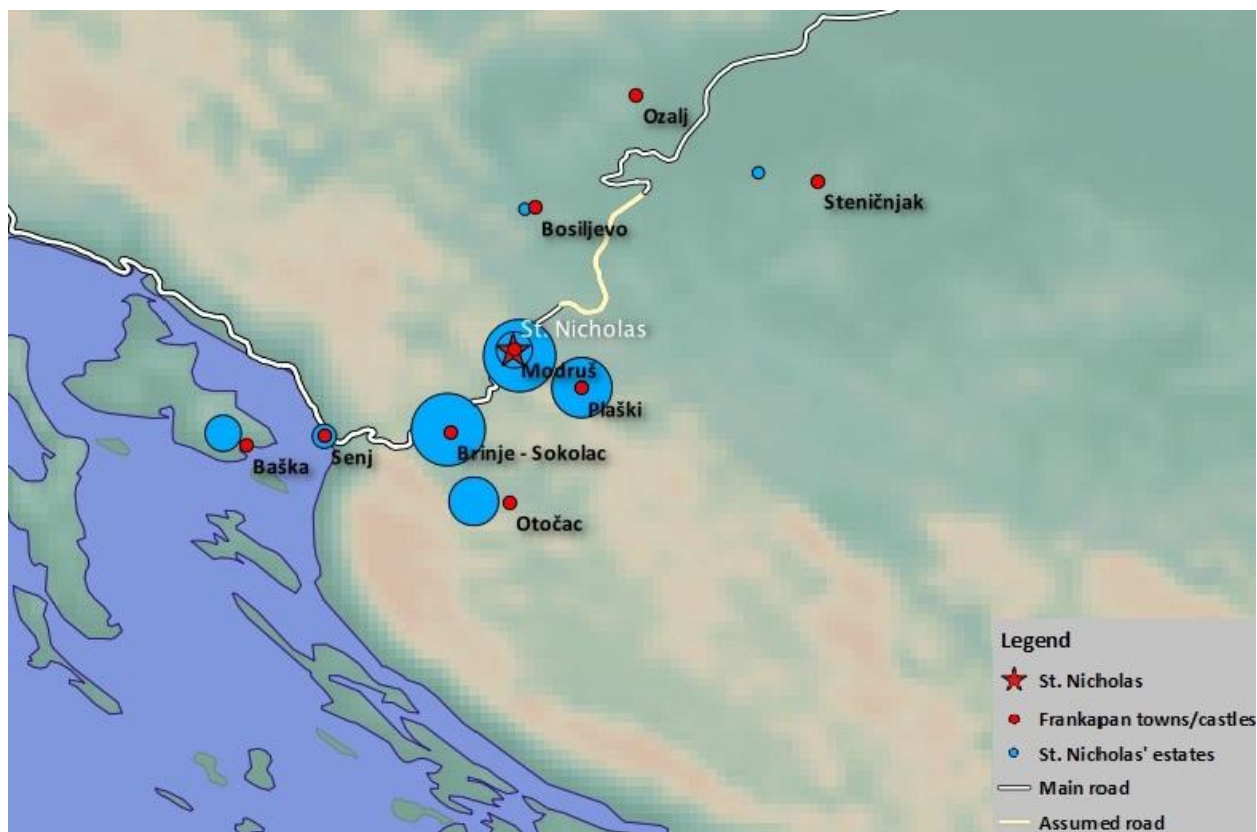 Ozalj
Steničnjak
Bosiljevo
St. Nicholas
Modruš
Plaški
Brinje - Sokolac
Senj
Baška
Otočac
Legend
St. Nicholas
Frankapan towns/castles
St. Nicholas' estates
Main road
Assumed road